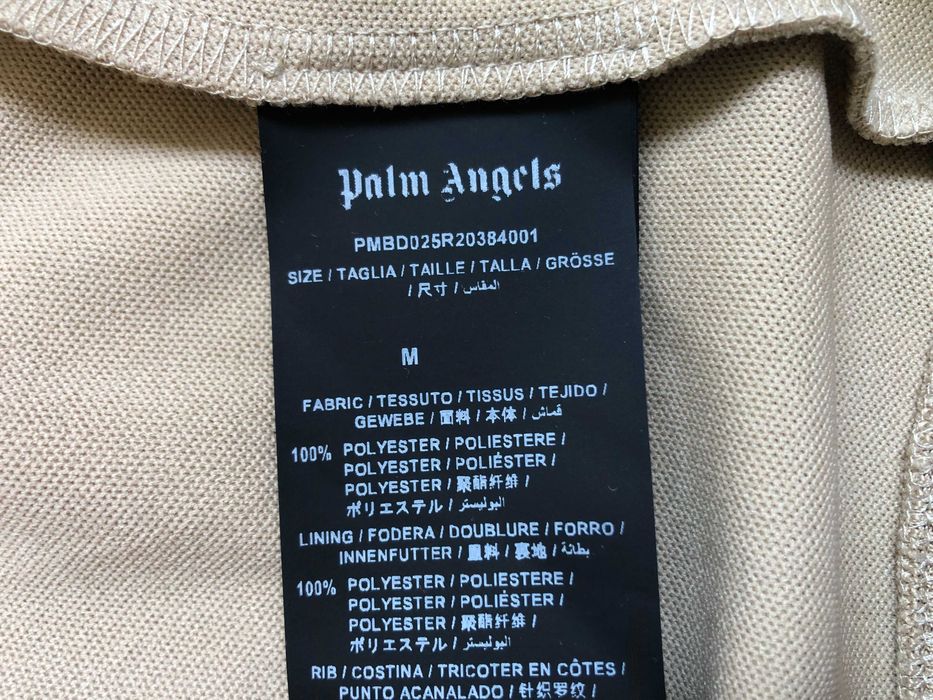 Palm Angels
PMBD025R20384001
SIZE / TAGLIA / TAILLE / TALLA / GRÖSSE
/ 尺寸 / المقاس
M
FABRIC / TESSUTO / TISSUS / TEJIDO /
GEWEBE / 面料 / 本体 / قماش
100% POLYESTER / POLIESTERE /
POLYESTER / POLIÉSTER /
POLYESTER / 聚酯纤维 /
ポリエステル / البوليستر
LINING / FODERA / DOUBLURE / FORRO /
INNENFUTTER / 里料 / 裏地 / بطانة
100% POLYESTER / POLIESTERE /
POLYESTER / POLIÉSTER /
POLYESTER / 聚酯纤维 /
ポリエステル / البوليستر
RIB / COSTINA / TRICOTER EN CÔTES /
PUNTO ACANALADO / 针织罗纹 /